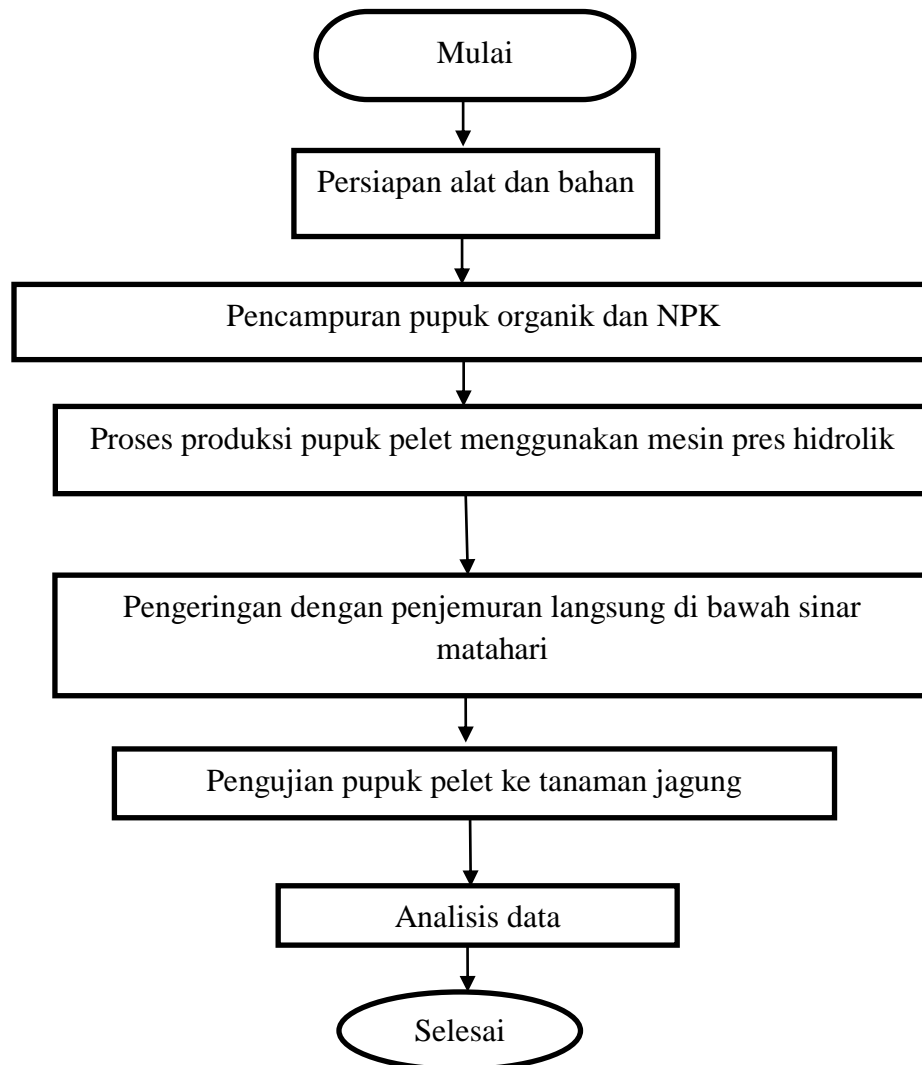 Mulai
Persiapan alat dan bahan
Pencampuran pupuk organik dan NPK
Proses produksi pupuk pelet menggunakan mesin pres hidrolik
Pengeringan dengan penjemuran langsung di bawah sinar
matahari
Pengujian pupuk pelet ke tanaman jagung
Analisis data
Selesai